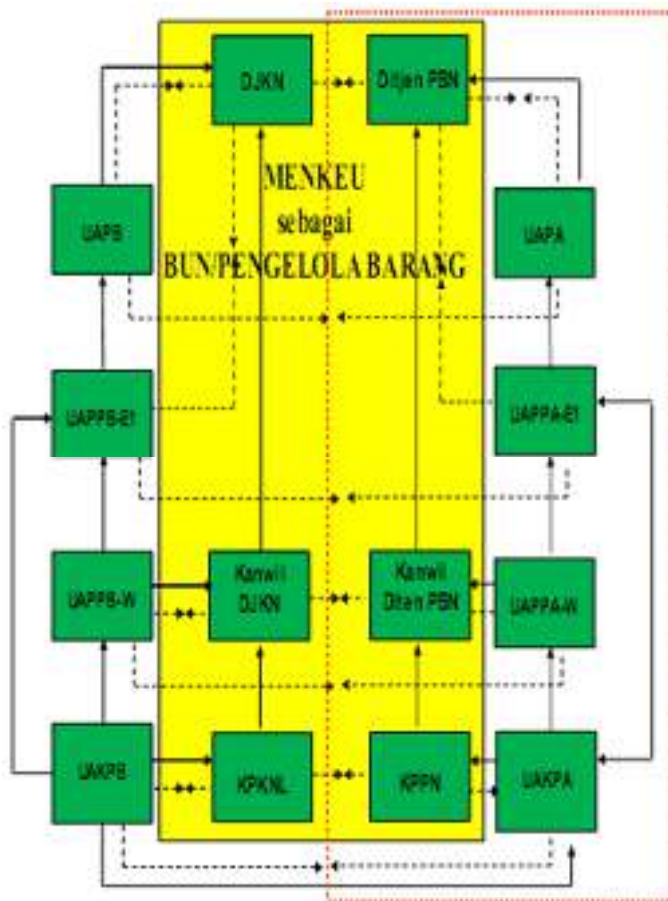 DJKN
Ditjen PBN
MENKEU
sebagai
BUN/PENGELOLA BARANG
UAPB
UAPA
UAPPB-E1
UAPPA-E1
UAPPB-W
Kanwil
DJKN
Kanwil
Diten PBN
UAPPA-W
UAKPB
KPKNL
KPPN
UAKPA